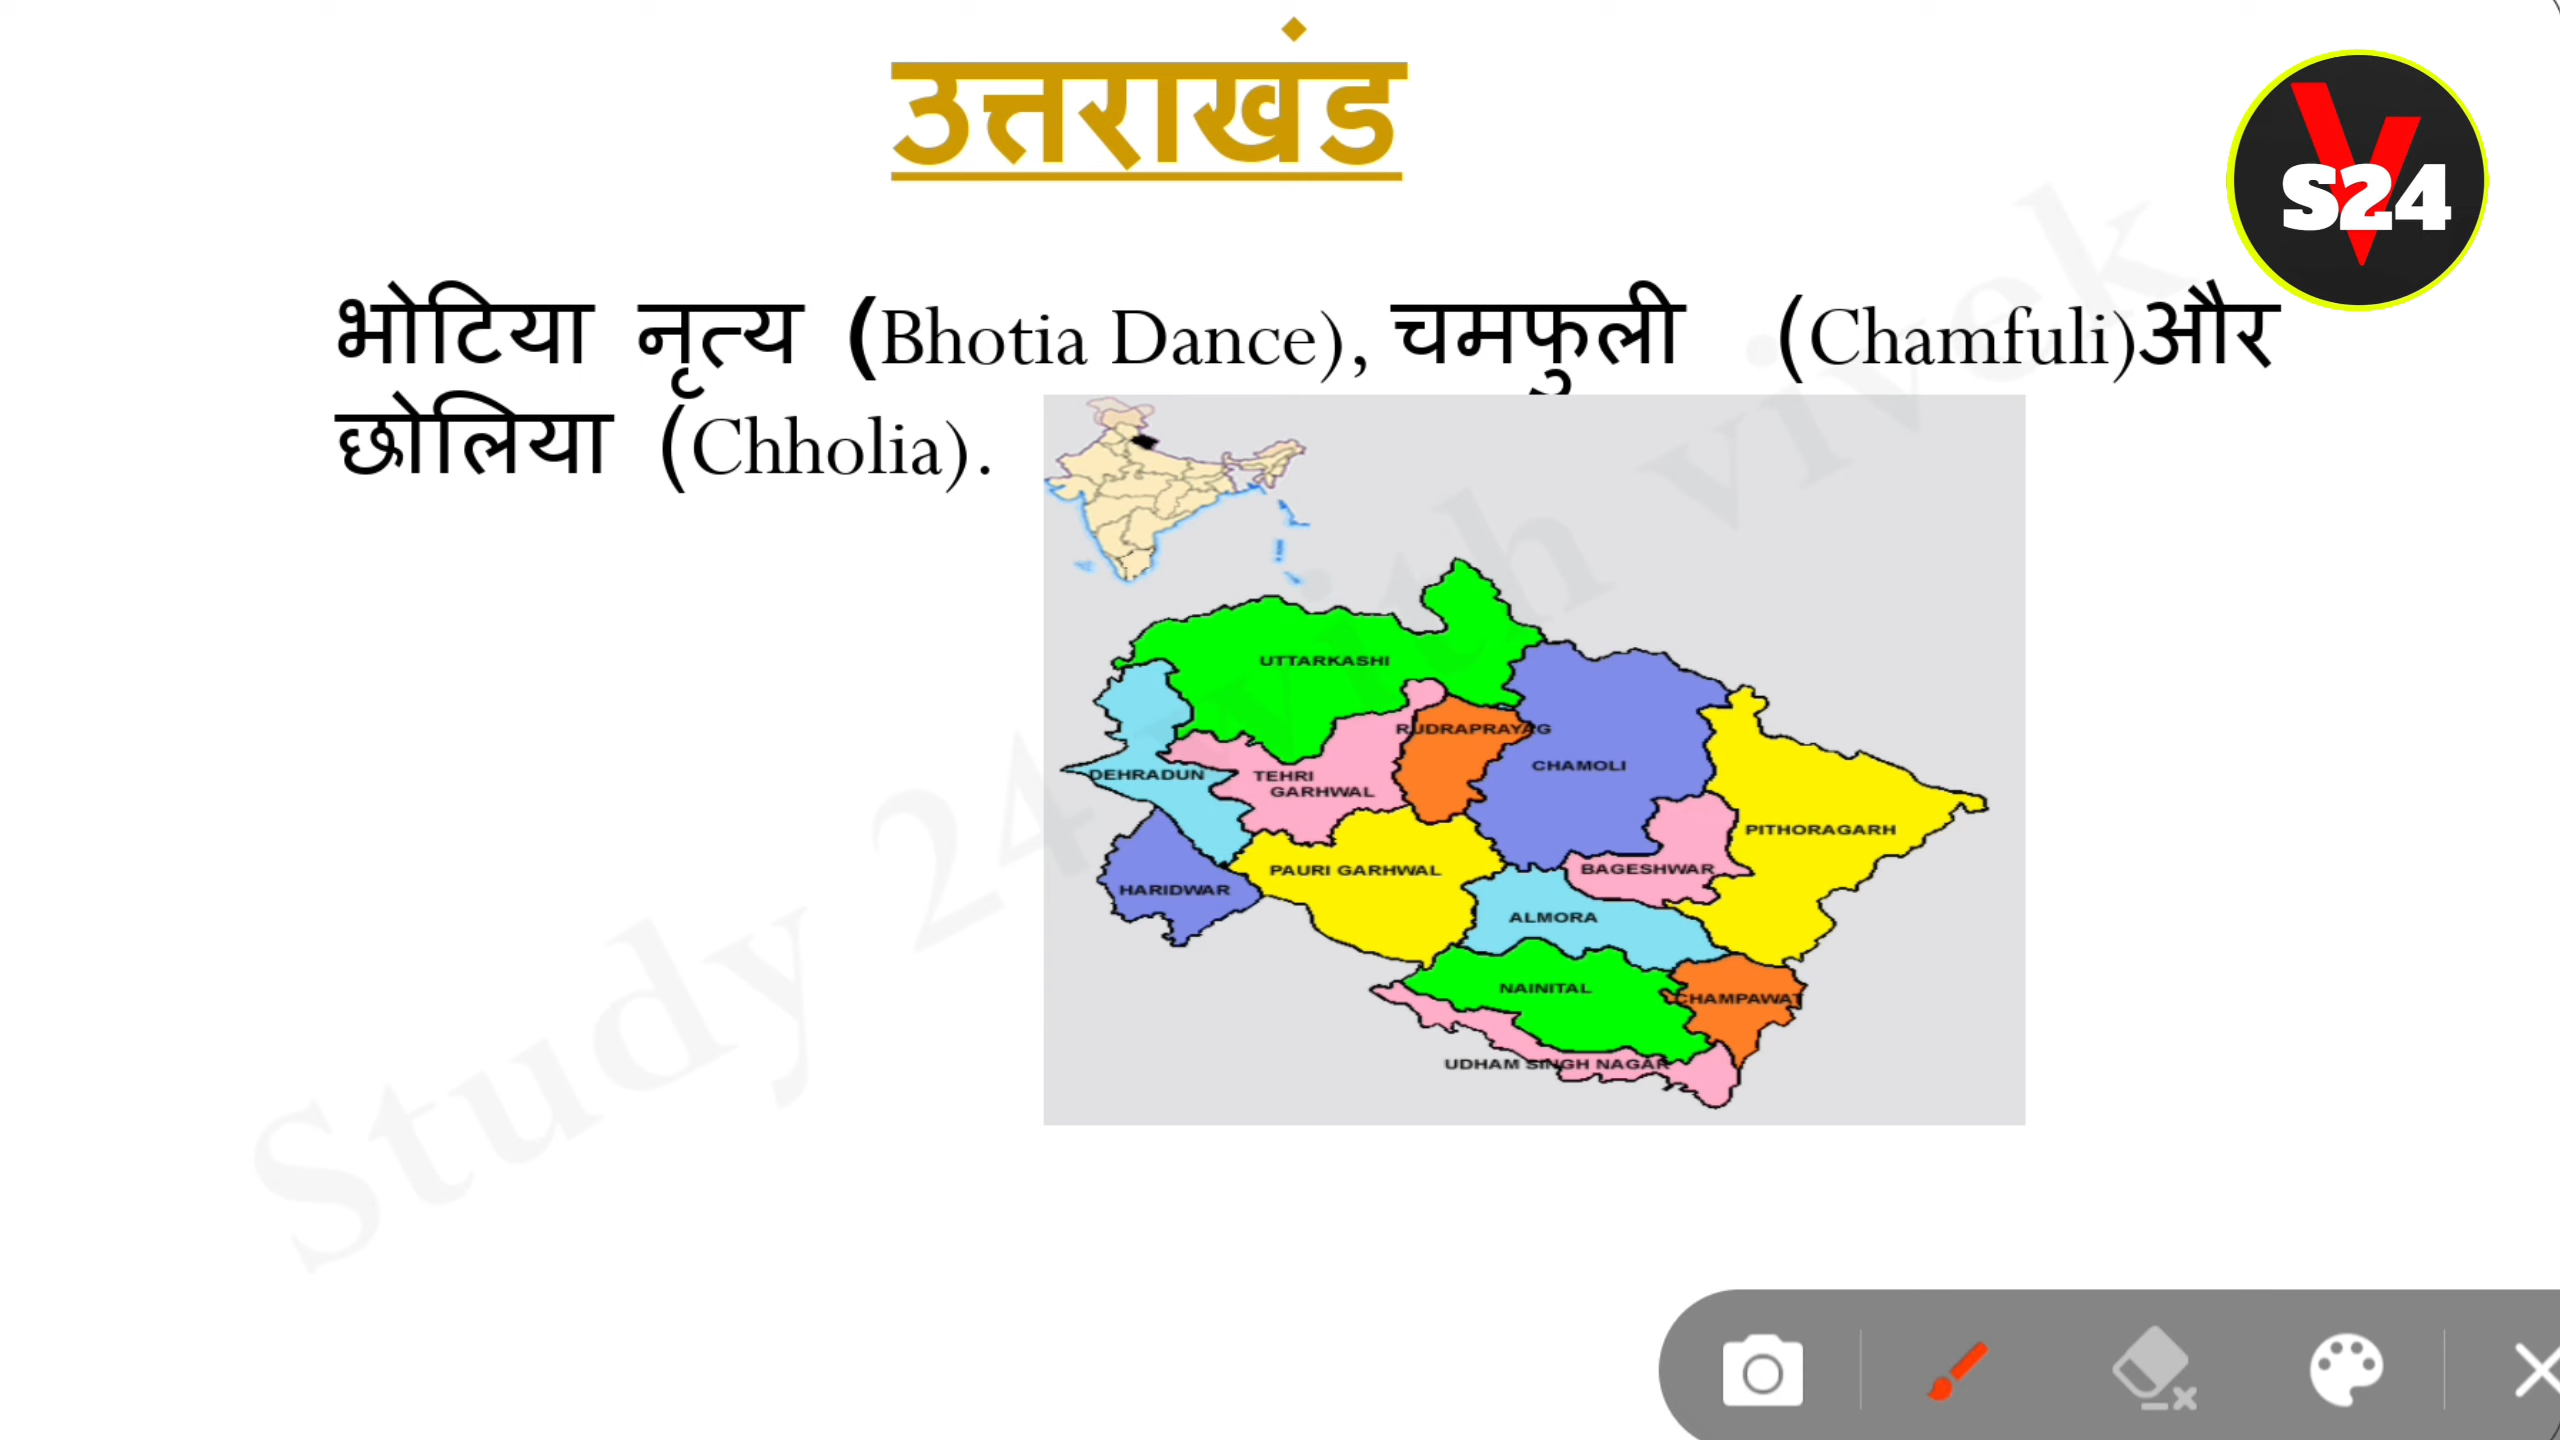 उत्तराखंड
V
S24
भोटिया नृत्य (Bhotia Dance), चमफुली (Chamfuli)और
छोलिया (Chholia).
UTTARKASHI
RUDRAPRAYAG
CHAMOLI
DEHRADUN
TEHRI
GARHWAL
PITHORAGARH
PAURI GARHWAL
BAGESHWAR
HARIDWAR
ALMORA
NAINITAL
CHAMPAWAT
UDHAM SINGH NAGAR
Study 24 with vivek